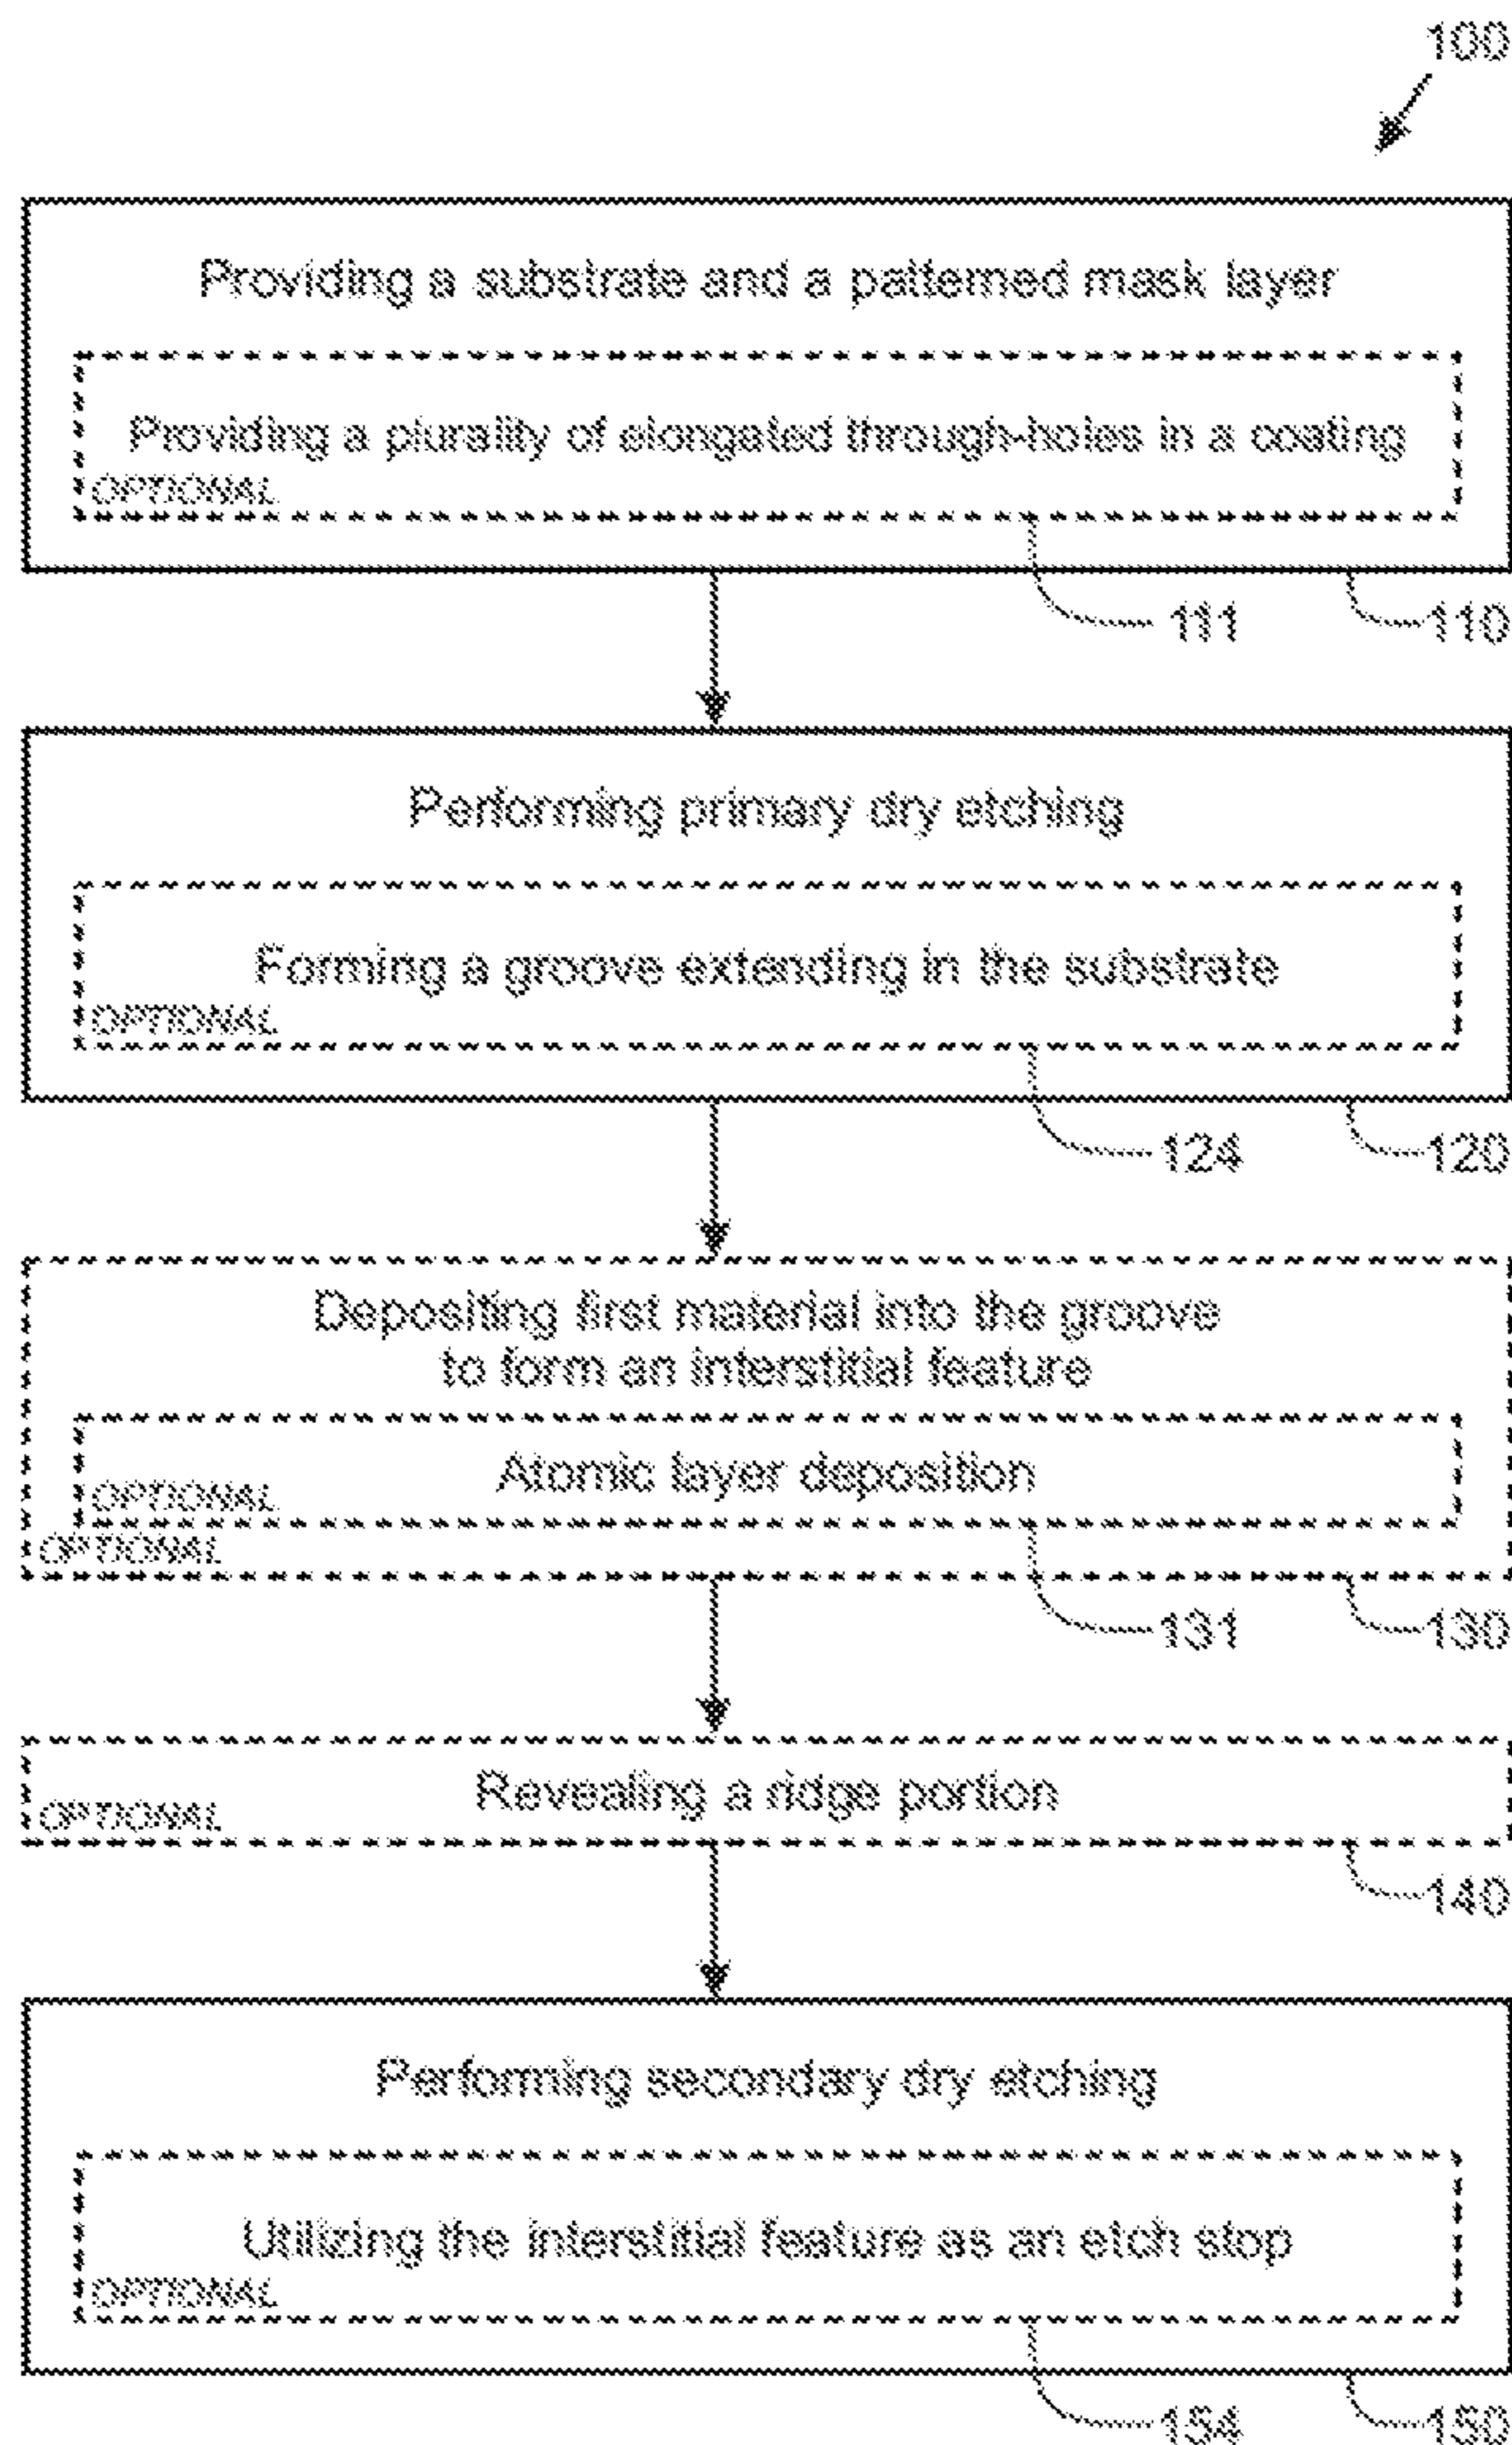 100
Providing a substrate and a patterned mask layer
Providing a plurality of elongated through-holes in a coating
OPTIONAL
111
110
Performing primary dry etching
Forming a groove extending in the substrate
OPTIONAL
124
120
Depositing first material into the groove
to form an interstitial feature
Atomic layer deposition
OPTIONAL
OPTIONAL
131
130
Revealing a ridge portion
OPTIONAL
140
Performing secondary dry etching
Utilizing the interstitial feature as an etch stop
OPTIONAL
154
150